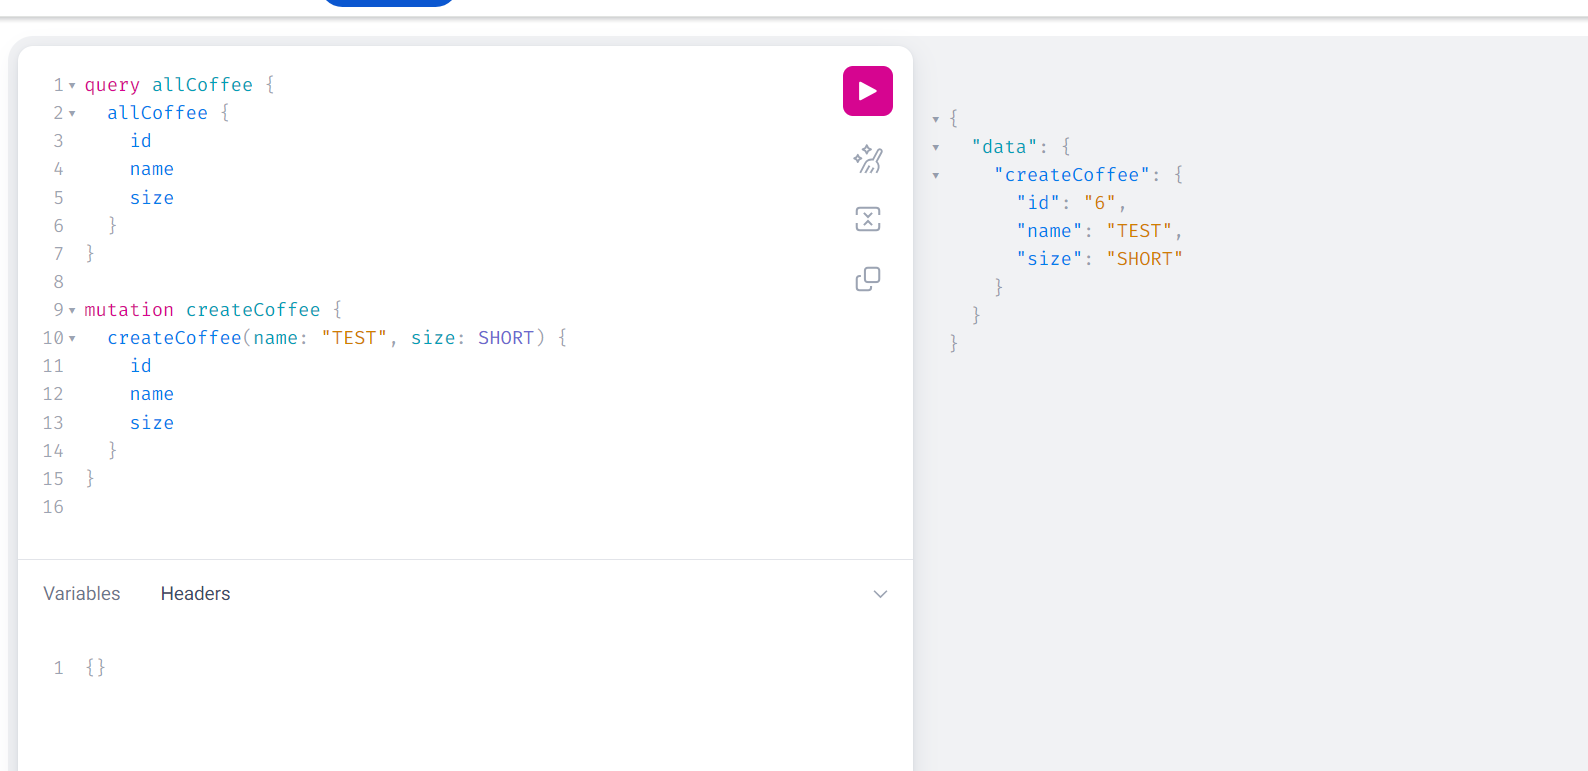 1 query allCoffee {
2 allCoffee {
3 id
4 name
5 size
6 }
7 }
8
9 mutation createCoffee {
10 createCoffee(name: "TEST", size: SHORT) {
11 id
12 name
13 size
14 }
15 }
16
Variables Headers
1 {}
{
"data": {
"createCoffee": {
"id": "6",
"name": "TEST",
"size": "SHORT"
}
}
}